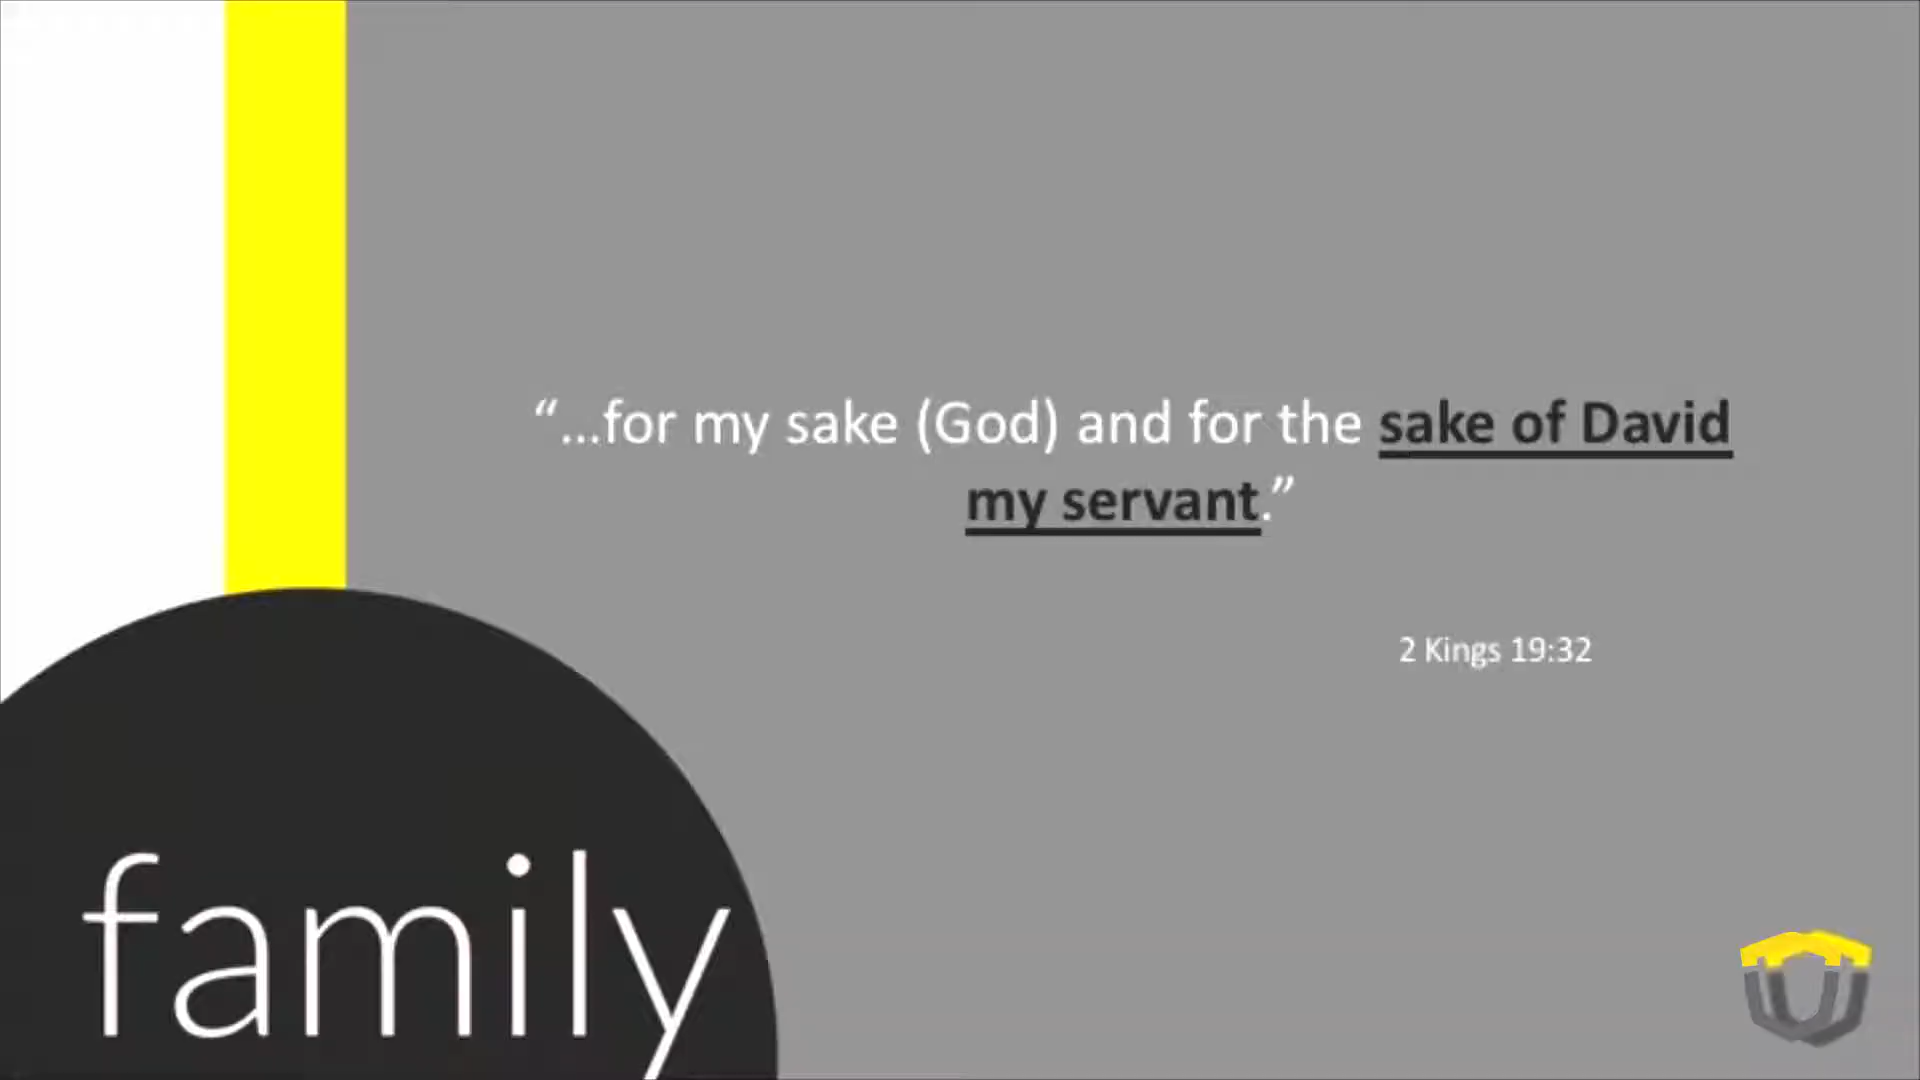 “...for my sake (God) and for the sake of David
my servant.”
2 Kings 19:32
family